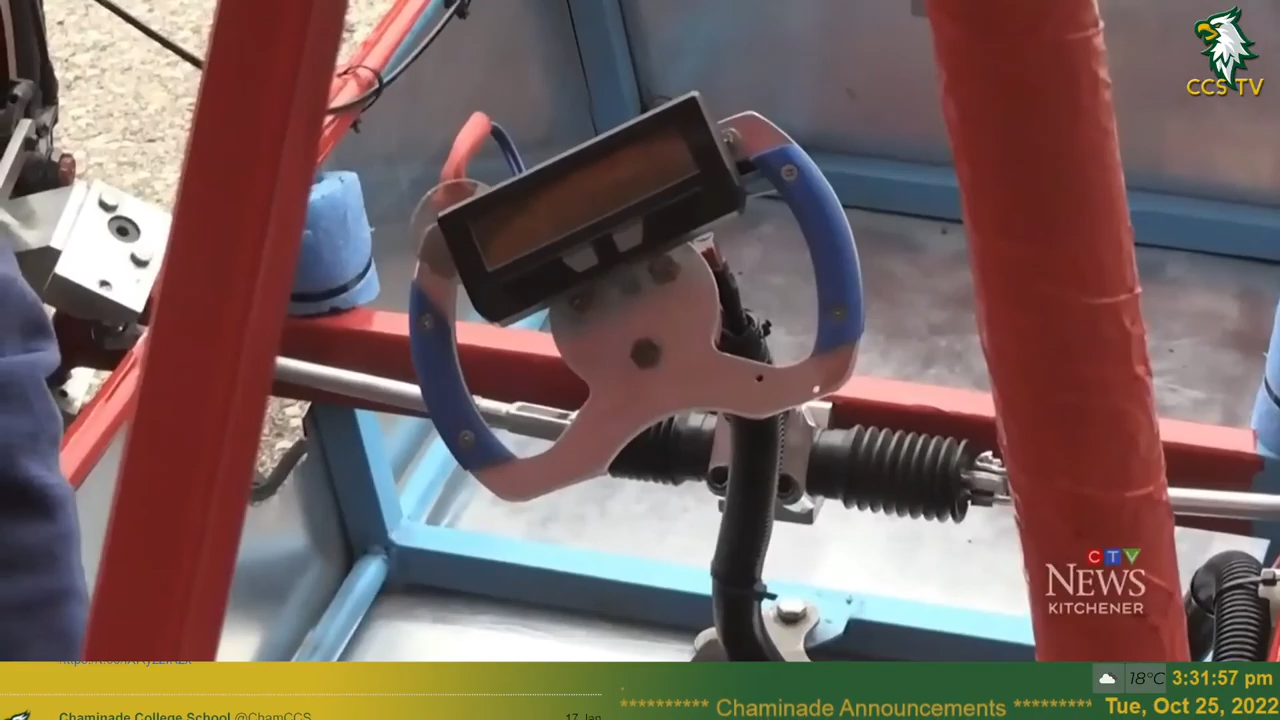 CCS TV
CTV
NEWS
KITCHENER
18°C
3:31:57 pm
********* Chaminade Announcements *********
Tue, Oct 25, 2022
Chaminade College School @ChamCCS
17 Jan